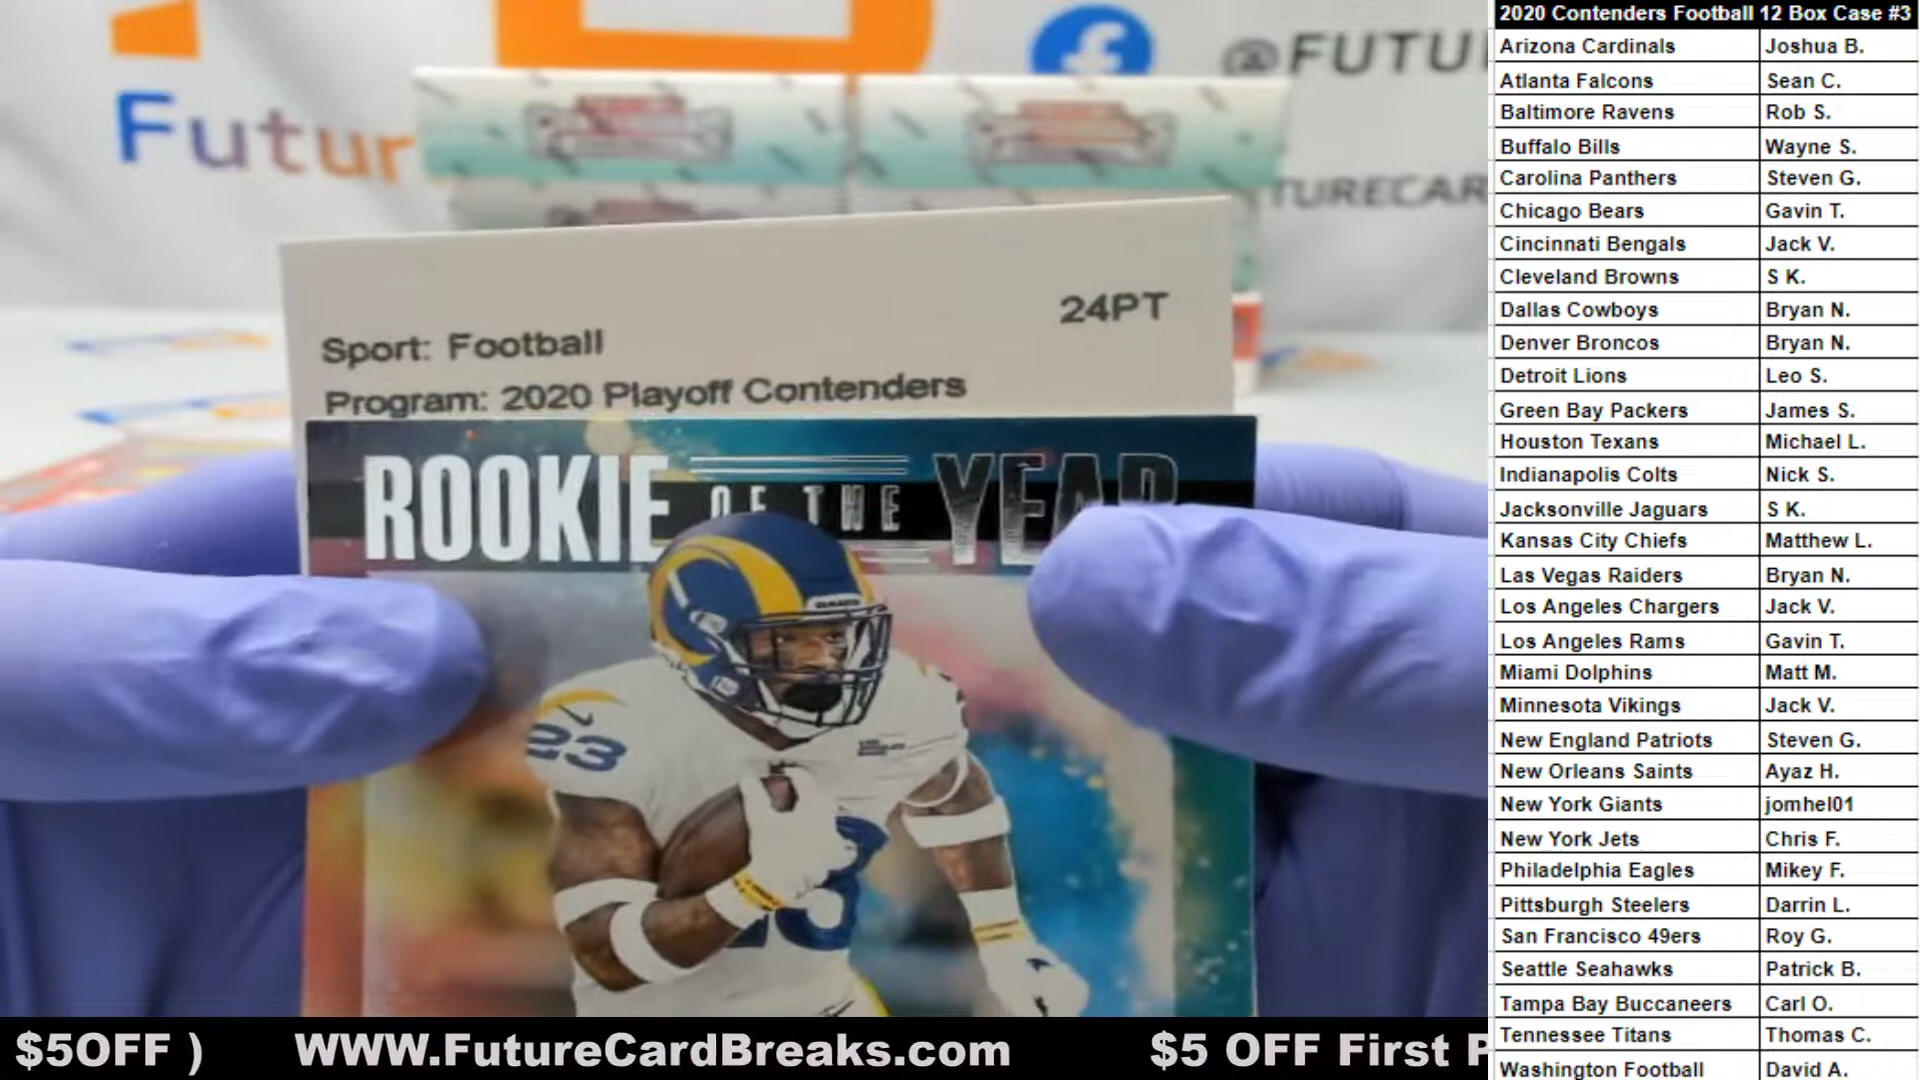 Futur
@FUTU
TURECAR
24PT
Sport: Football
Program: 2020 Playoff Contenders
ROOKIE OF THE YEAR
23
$5OFF )
WWW.FutureCardBreaks.com
$5 OFF First P
2020 Contenders Football 12 Box Case #3
Arizona Cardinals Joshua B.
Atlanta Falcons Sean C.
Baltimore Ravens Rob S.
Buffalo Bills Wayne S.
Carolina Panthers Steven G.
Chicago Bears Gavin T.
Cincinnati Bengals Jack V.
Cleveland Browns S K.
Dallas Cowboys Bryan N.
Denver Broncos Bryan N.
Detroit Lions Leo S.
Green Bay Packers James S.
Houston Texans Michael L.
Indianapolis Colts Nick S.
Jacksonville Jaguars S K.
Kansas City Chiefs Matthew L.
Las Vegas Raiders Bryan N.
Los Angeles Chargers Jack V.
Los Angeles Rams Gavin T.
Miami Dolphins Matt M.
Minnesota Vikings Jack V.
New England Patriots Steven G.
New Orleans Saints Ayaz H.
New York Giants jomhel01
New York Jets Chris F.
Philadelphia Eagles Mikey F.
Pittsburgh Steelers Darrin L.
San Francisco 49ers Roy G.
Seattle Seahawks Patrick B.
Tampa Bay Buccaneers Carl O.
Tennessee Titans Thomas C.
Washington Football David A.